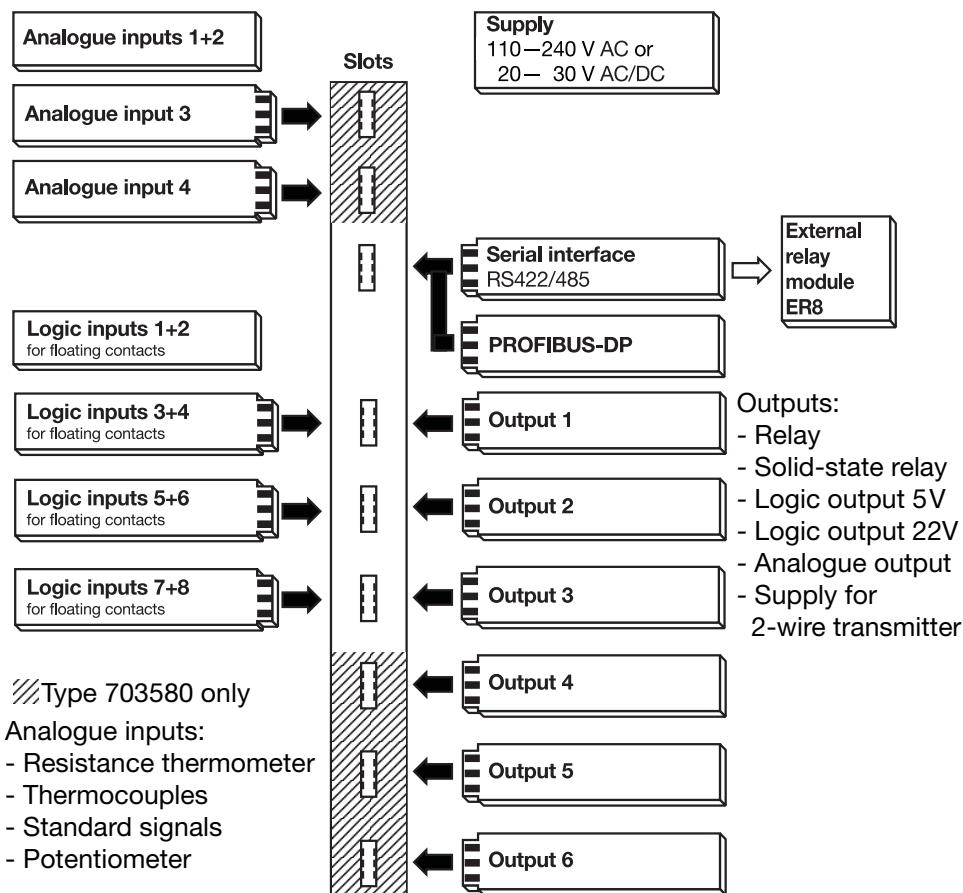 Analogue inputs 1+2
Supply
110–240 V AC or
20– 30 V AC/DC
Slots
Analogue input 3
Analogue input 4
Serial interface
RS422/485
External
relay
module
ER8
Logic inputs 1+2
for floating contacts
PROFIBUS-DP
Logic inputs 3+4
for floating contacts
Output 1
Logic inputs 5+6
for floating contacts
Output 2
Logic inputs 7+8
for floating contacts
Output 3
Outputs:
- Relay
- Solid-state relay
- Logic output 5V
- Logic output 22V
- Analogue output
- Supply for
2-wire transmitter
Output 4
Output 5
Output 6
Type 703580 only
Analogue inputs:
- Resistance thermometer
- Thermocouples
- Standard signals
- Potentiometer